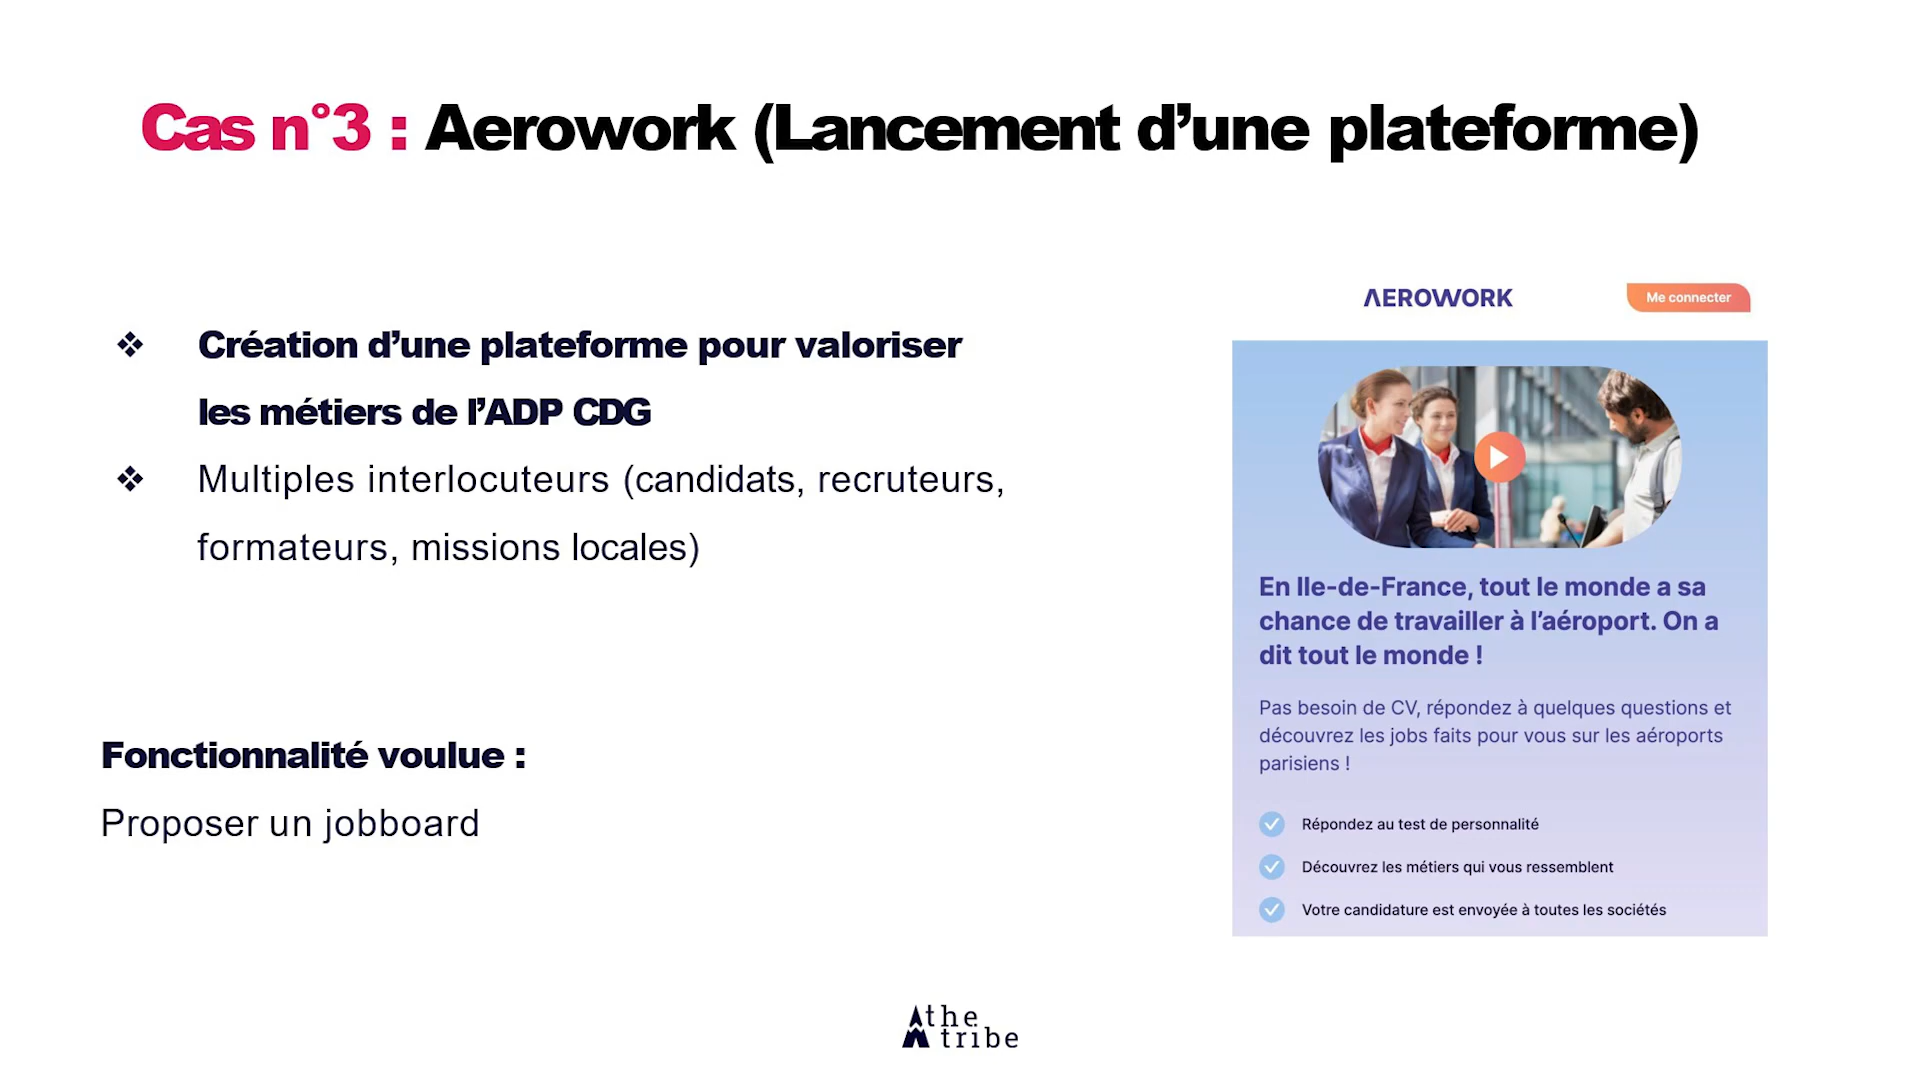 Cas n°3 : Aerowork (Lancement d’une plateforme)
❖ Création d’une plateforme pour valoriser
les métiers de l’ADP CDG
❖ Multiples interlocuteurs (candidats, recruteurs,
formateurs, missions locales)
Fonctionnalité voulue :
Proposer un jobboard
AEROWORK
Me connecter
En Ile-de-France, tout le monde a sa
chance de travailler à l’aéroport. On a
dit tout le monde !
Pas besoin de CV, répondez à quelques questions et
découvrez les jobs faits pour vous sur les aéroports
parisiens !
Répondez au test de personnalité
Découvrez les métiers qui vous ressemblent
Votre candidature est envoyée à toutes les sociétés
the
tribe